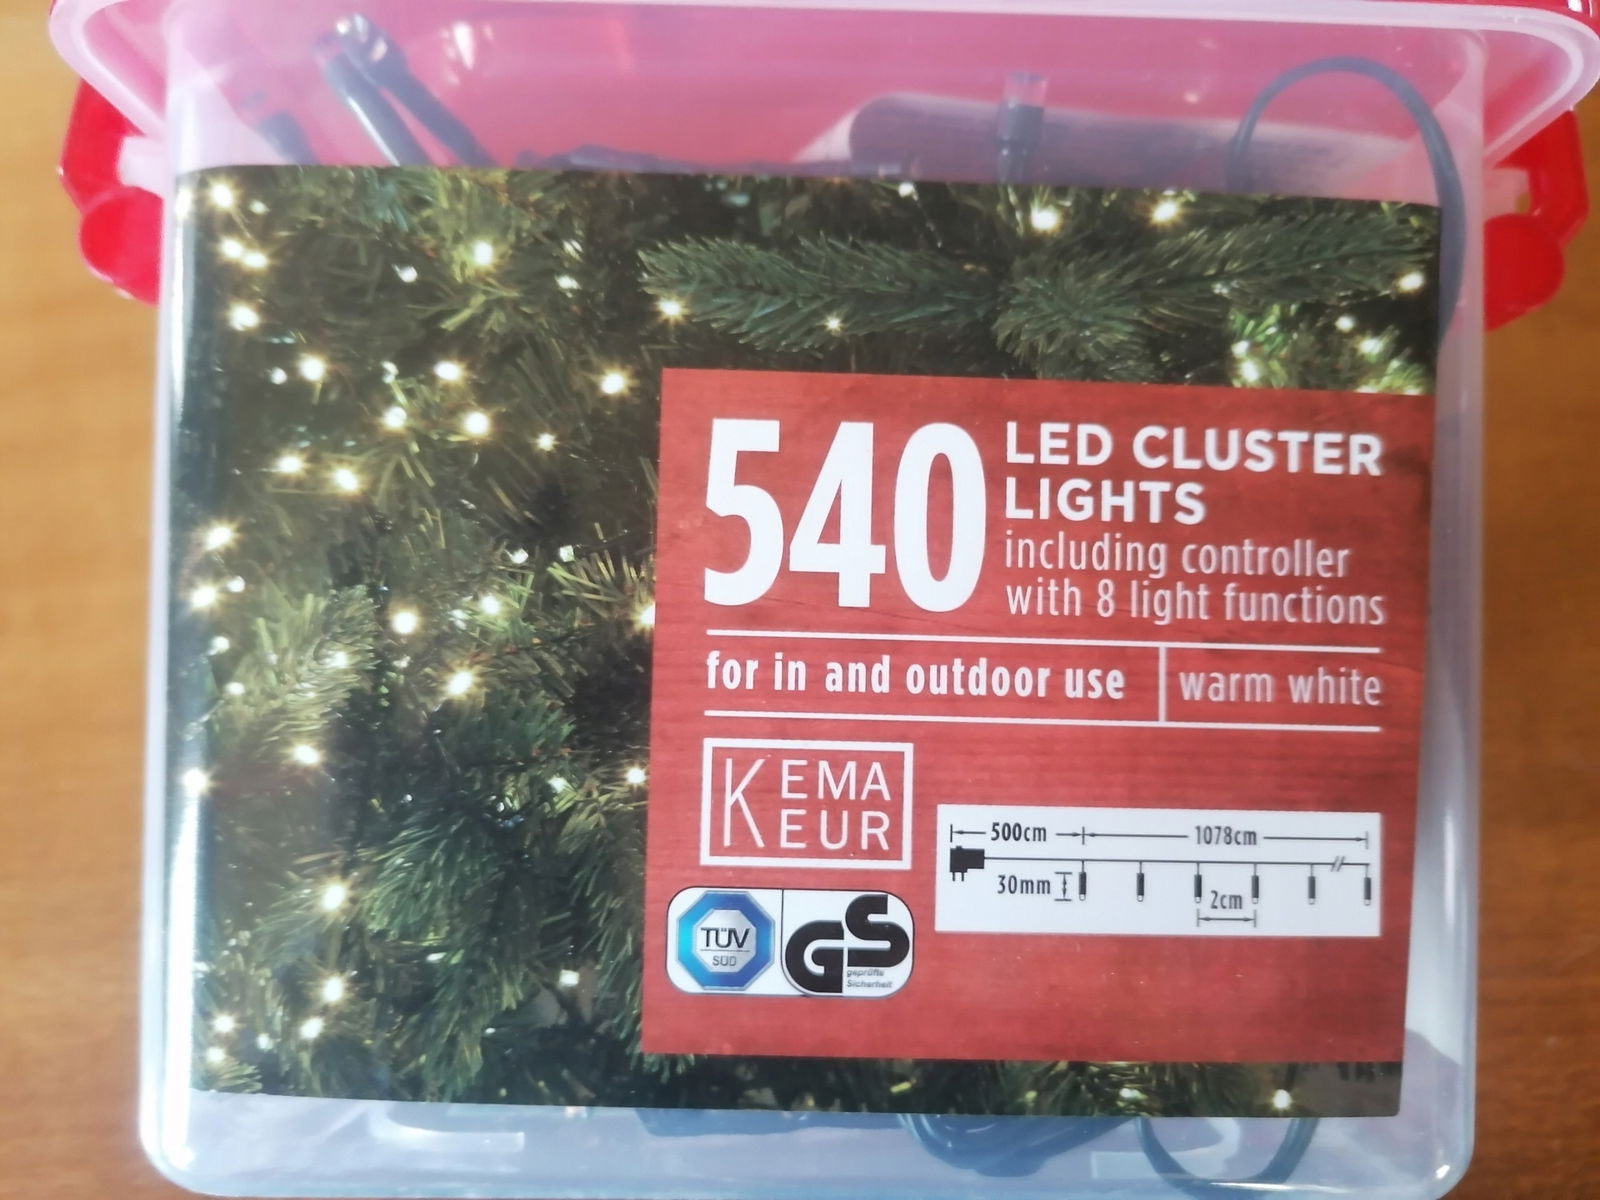 540
LED CLUSTER
LIGHTS
including controller
with 8 light functions
for in and outdoor use
warm white
KEMA
EUR
500cm
1078cm
30mm
2cm
TÜV
SÜD
GS
geprüfte
Sicherheit